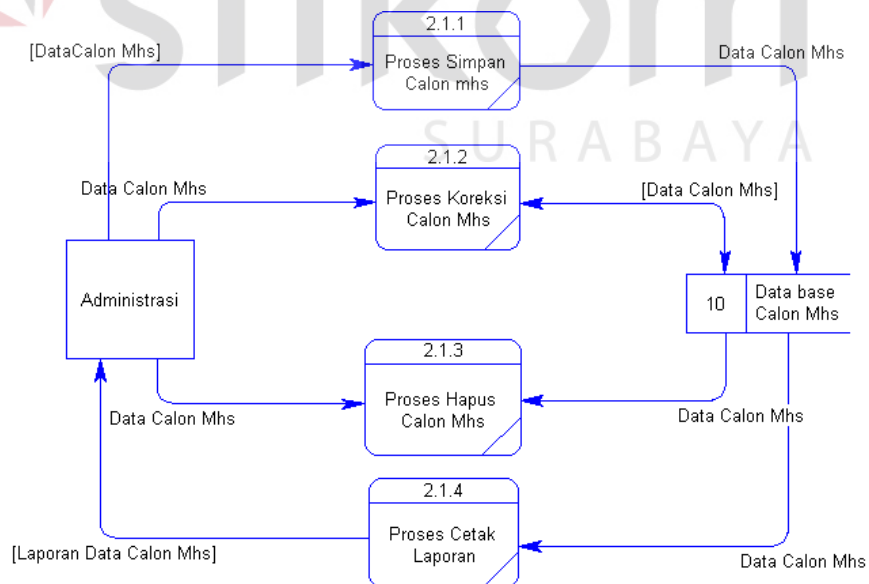 stikom
SURABAYA
2.1.1
Proses Simpan
Calon mhs
[DataCalon Mhs]
Data Calon Mhs
2.1.2
Proses Koreksi
Calon Mhs
Data Calon Mhs
[Data Calon Mhs]
Administrasi
10
Data base
Calon Mhs
2.1.3
Proses Hapus
Calon Mhs
Data Calon Mhs
Data Calon Mhs
2.1.4
Proses Cetak
Laporan
[Laporan Data Calon Mhs]
Data Calon Mhs